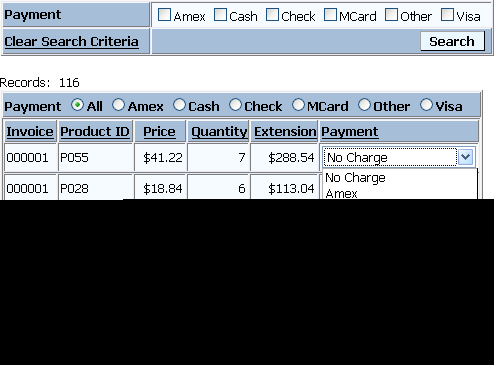 Payment Amex Cash Check MCard Other Visa
Clear Search Criteria Search
Records: 116
Payment All Amex Cash Check MCard Other Visa
Invoice Product ID Price Quantity Extension Payment
000001 P055 $41.22 7 $288.54 No Charge
No Charge
000001 P028 $18.84 6 $113.04 Amex